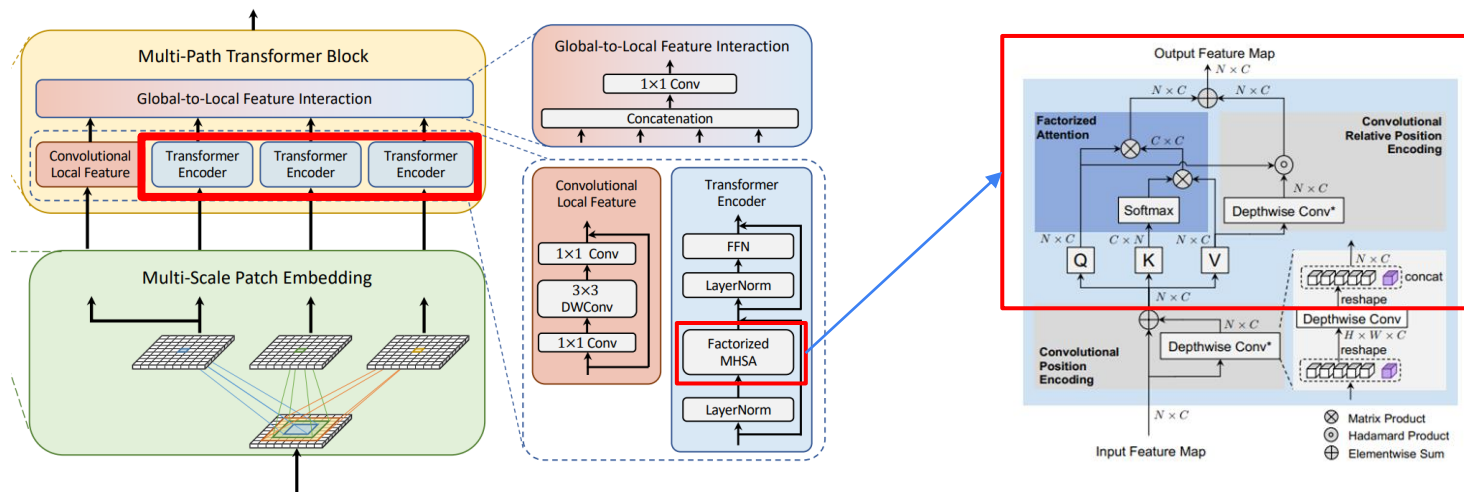 Multi-Path Transformer Block
Global-to-Local Feature Interaction
Convolutional
Local Feature
Transformer
Encoder
Transformer
Encoder
Transformer
Encoder
Multi-Scale Patch Embedding
Global-to-Local Feature Interaction
1×1 Conv
Concatenation
Convolutional
Local Feature
1×1 Conv
3×3
DWConv
1×1 Conv
Transformer
Encoder
FFN
LayerNorm
Factorized
MHSA
LayerNorm
Output Feature Map
N × C
N × C
N × C
Factorized
Attention
C × C
Convolutional
Relative Position
Encoding
N × C
Softmax
Depthwise Conv*
N × C
C × N
N × C
Q
K
V
N × C
N × C
concat
reshape
Depthwise Conv
H × W × C
reshape
N × C
Depthwise Conv*
Convolutional
Position
Encoding
N × C
Input Feature Map
Matrix Product
Hadamard Product
Elementwise Sum